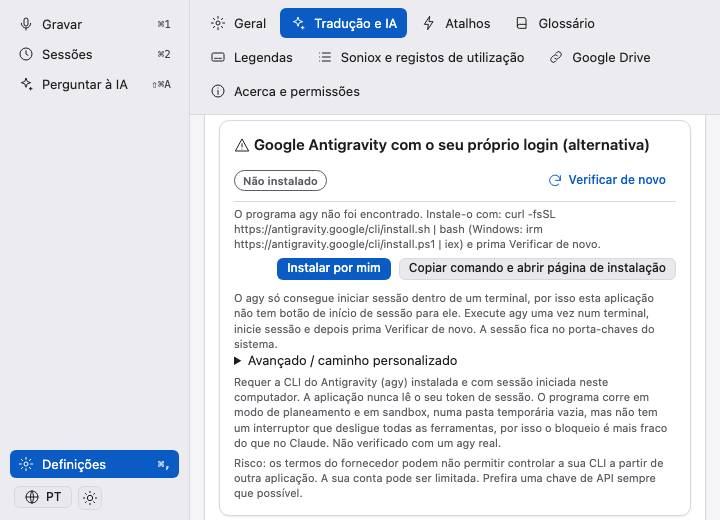 Gravar ⌘1
Sessões ⌘2
Perguntar à IA ⇧⌘A
Definições ⌘,
PT
Geral
Tradução e IA
Atalhos
Glossário
Legendas
Soniox e registos de utilização
Google Drive
Acerca e permissões
Google Antigravity com o seu próprio login (alternativa)
Não instalado
Verificar de novo
O programa agy não foi encontrado. Instale-o com: curl -fsSL
https://antigravity.google/cli/install.sh | bash (Windows: irm
https://antigravity.google/cli/install.ps1 | iex) e prima Verificar de novo.
Instalar por mim
Copiar comando e abrir página de instalação
O agy só consegue iniciar sessão dentro de um terminal, por isso esta aplicação
não tem botão de início de sessão para ele. Execute agy uma vez num terminal,
inicie sessão e depois prima Verificar de novo. A sessão fica no porta-chaves do
sistema.
Avançado / caminho personalizado
Requer a CLI do Antigravity (agy) instalada e com sessão iniciada neste
computador. A aplicação nunca lê o seu token de sessão. O programa corre em
modo de planeamento e em sandbox, numa pasta temporária vazia, mas não tem
um interruptor que desligue todas as ferramentas, por isso o bloqueio é mais fraco
do que no Claude. Não verificado com um agy real.
Risco: os termos do fornecedor podem não permitir controlar a sua CLI a partir de
outra aplicação. A sua conta pode ser limitada. Prefira uma chave de API sempre
que possível.